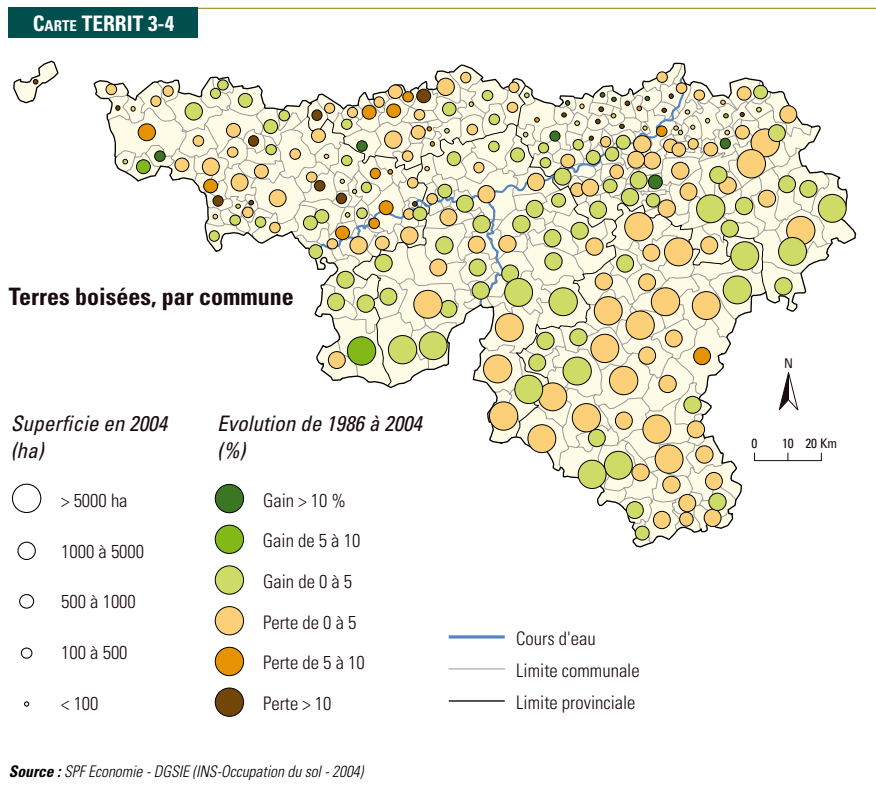 CARTE TERRIT 3-4
Terres boisées, par commune
N
0 10 20 Km
Superficie en 2004
(ha)
> 5000 ha
1000 à 5000
500 à 1000
100 à 500
< 100
Evolution de 1986 à 2004
(%)
Gain > 10 %
Gain de 5 à 10
Gain de 0 à 5
Perte de 0 à 5
Perte de 5 à 10
Perte > 10
Cours d'eau
Limite communale
Limite provinciale
Source : SPF Economie - DGSIE (INS-Occupation du sol - 2004)